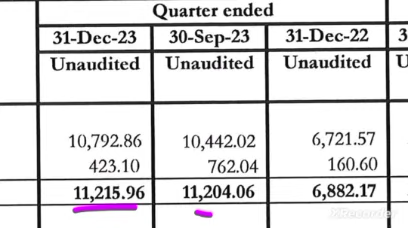 Quarter ended
31-Dec-23 30-Sep-23 31-Dec-22 3
Unaudited Unaudited Unaudited U
10,792.86 10,442.02 6,721.57
423.10 762.04 160.60
11,215.96 11,204.06 6,882.17